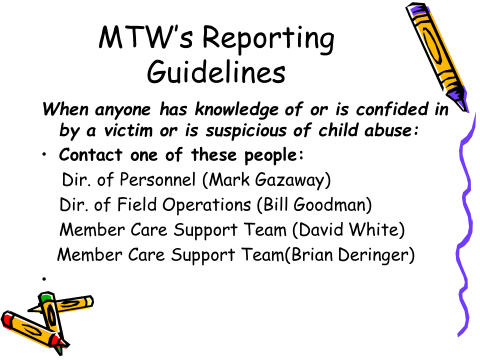 MTW's Reporting
Guidelines
When anyone has knowledge of or is confided in
by a victim or is suspicious of child abuse:
• Contact one of these people:
Dir. of Personnel (Mark Gazaway)
Dir. of Field Operations (Bill Goodman)
Member Care Support Team (David White)
Member Care Support Team(Brian Deringer)
•